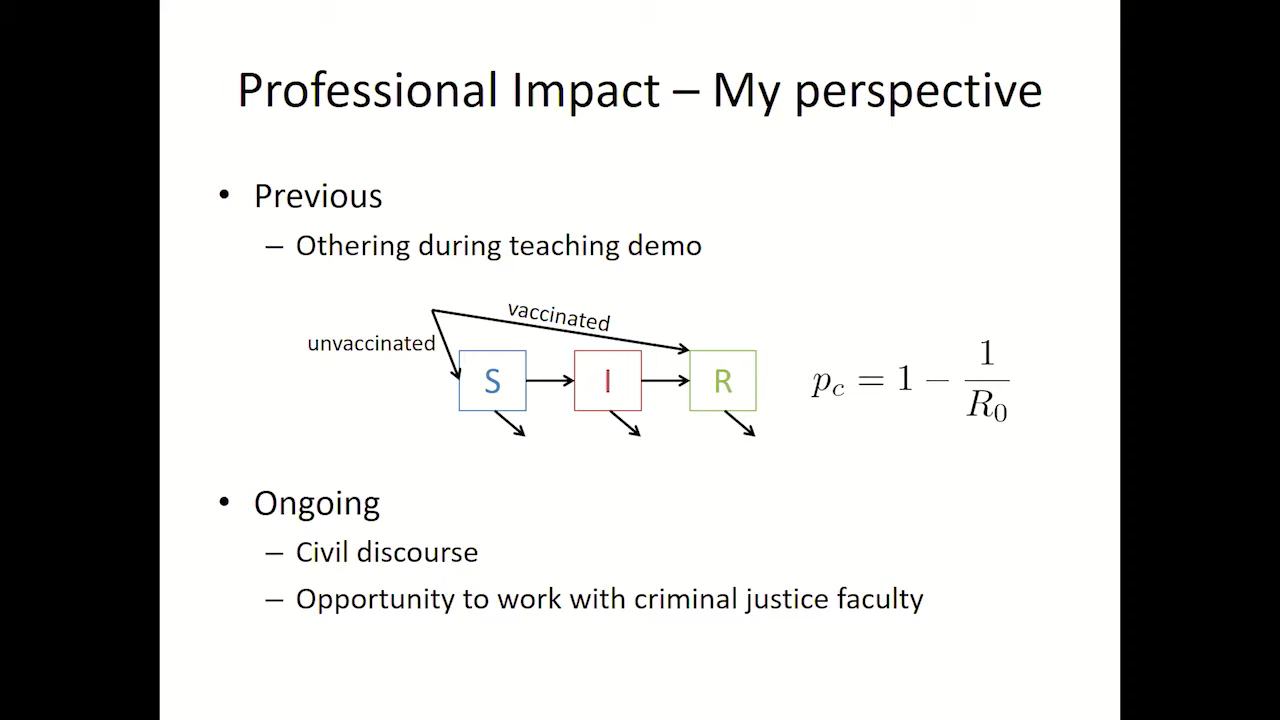 Professional Impact – My perspective
• Previous
– Othering during teaching demo
vaccinated
unvaccinated
S I R
p_c = 1 − 1/R_0
• Ongoing
– Civil discourse
– Opportunity to work with criminal justice faculty